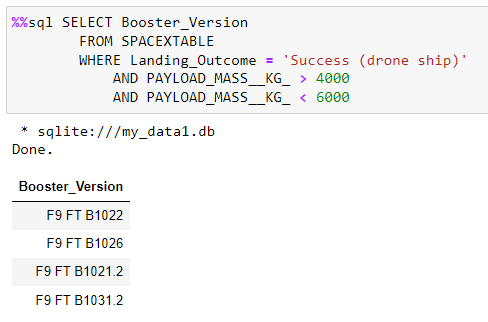 %%sql SELECT Booster_Version
FROM SPACEXTABLE
WHERE Landing_Outcome = 'Success (drone ship)'
AND PAYLOAD_MASS__KG_ > 4000
AND PAYLOAD_MASS__KG_ < 6000
* sqlite:///my_data1.db
Done.
Booster_Version
F9 FT B1022
F9 FT B1026
F9 FT B1021.2
F9 FT B1031.2